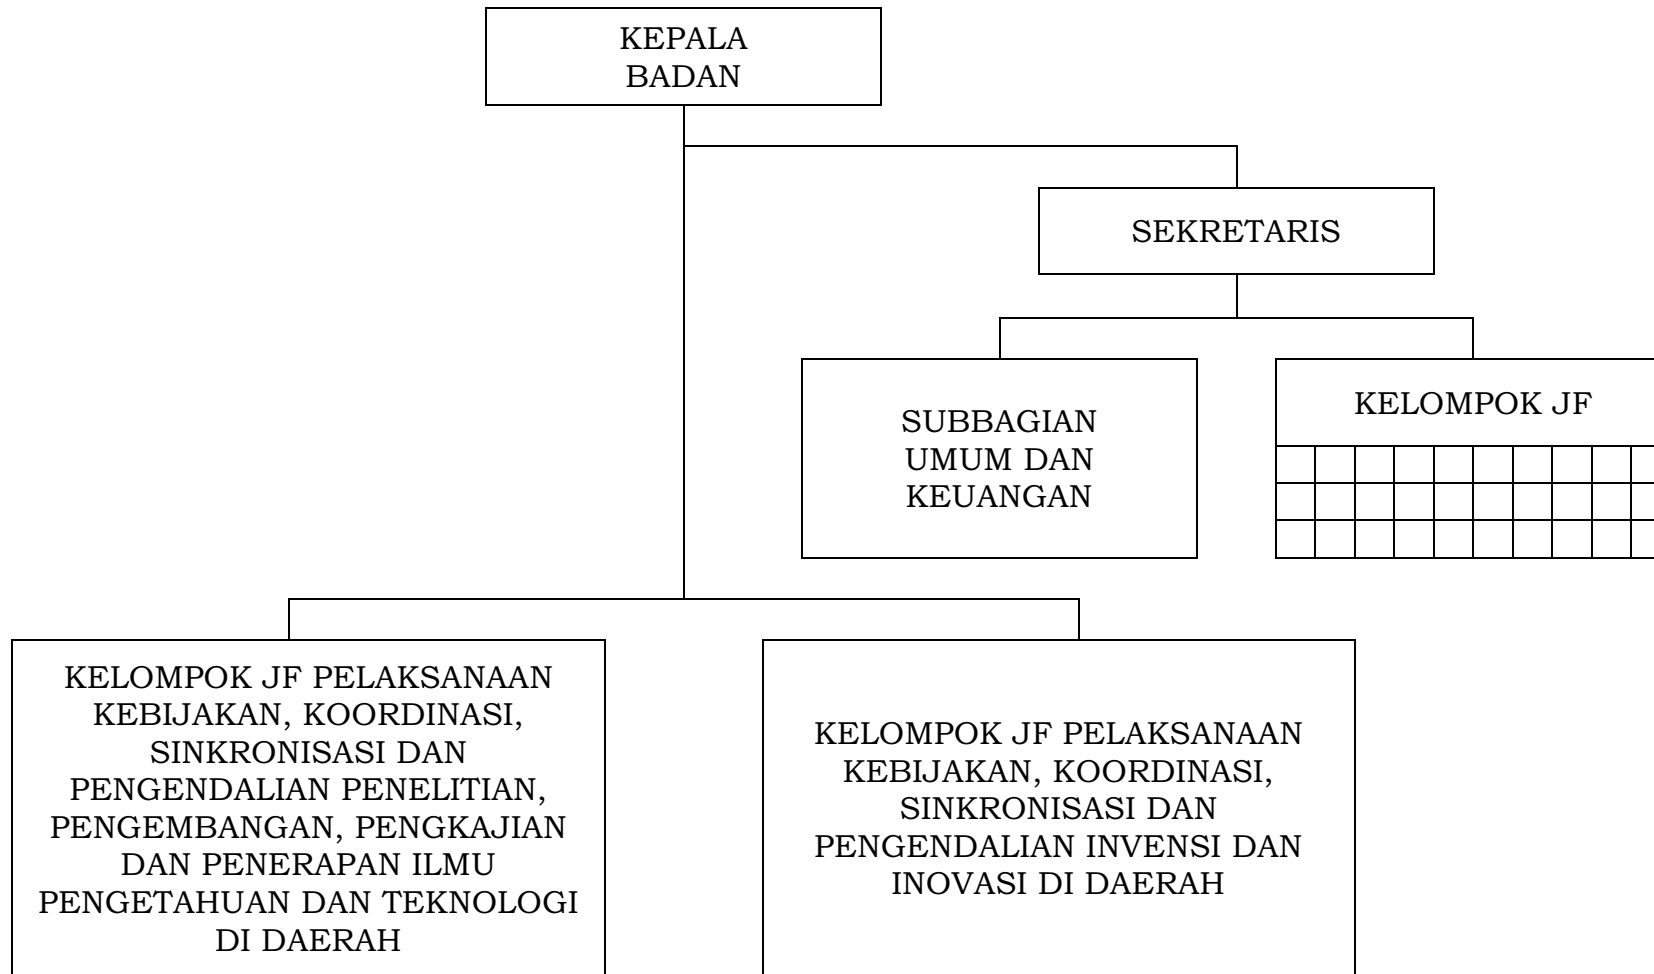 KEPALA
BADAN
SEKRETARIS
SUBBAGIAN
UMUM DAN
KEUANGAN
KELOMPOK JF
KELOMPOK JF PELAKSANAAN
KEBIJAKAN, KOORDINASI,
SINKRONISASI DAN
PENGENDALIAN PENELITIAN,
PENGEMBANGAN, PENGKAJIAN
DAN PENERAPAN ILMU
PENGETAHUAN DAN TEKNOLOGI
DI DAERAH
KELOMPOK JF PELAKSANAAN
KEBIJAKAN, KOORDINASI,
SINKRONISASI DAN
PENGENDALIAN INVENSI DAN
INOVASI DI DAERAH